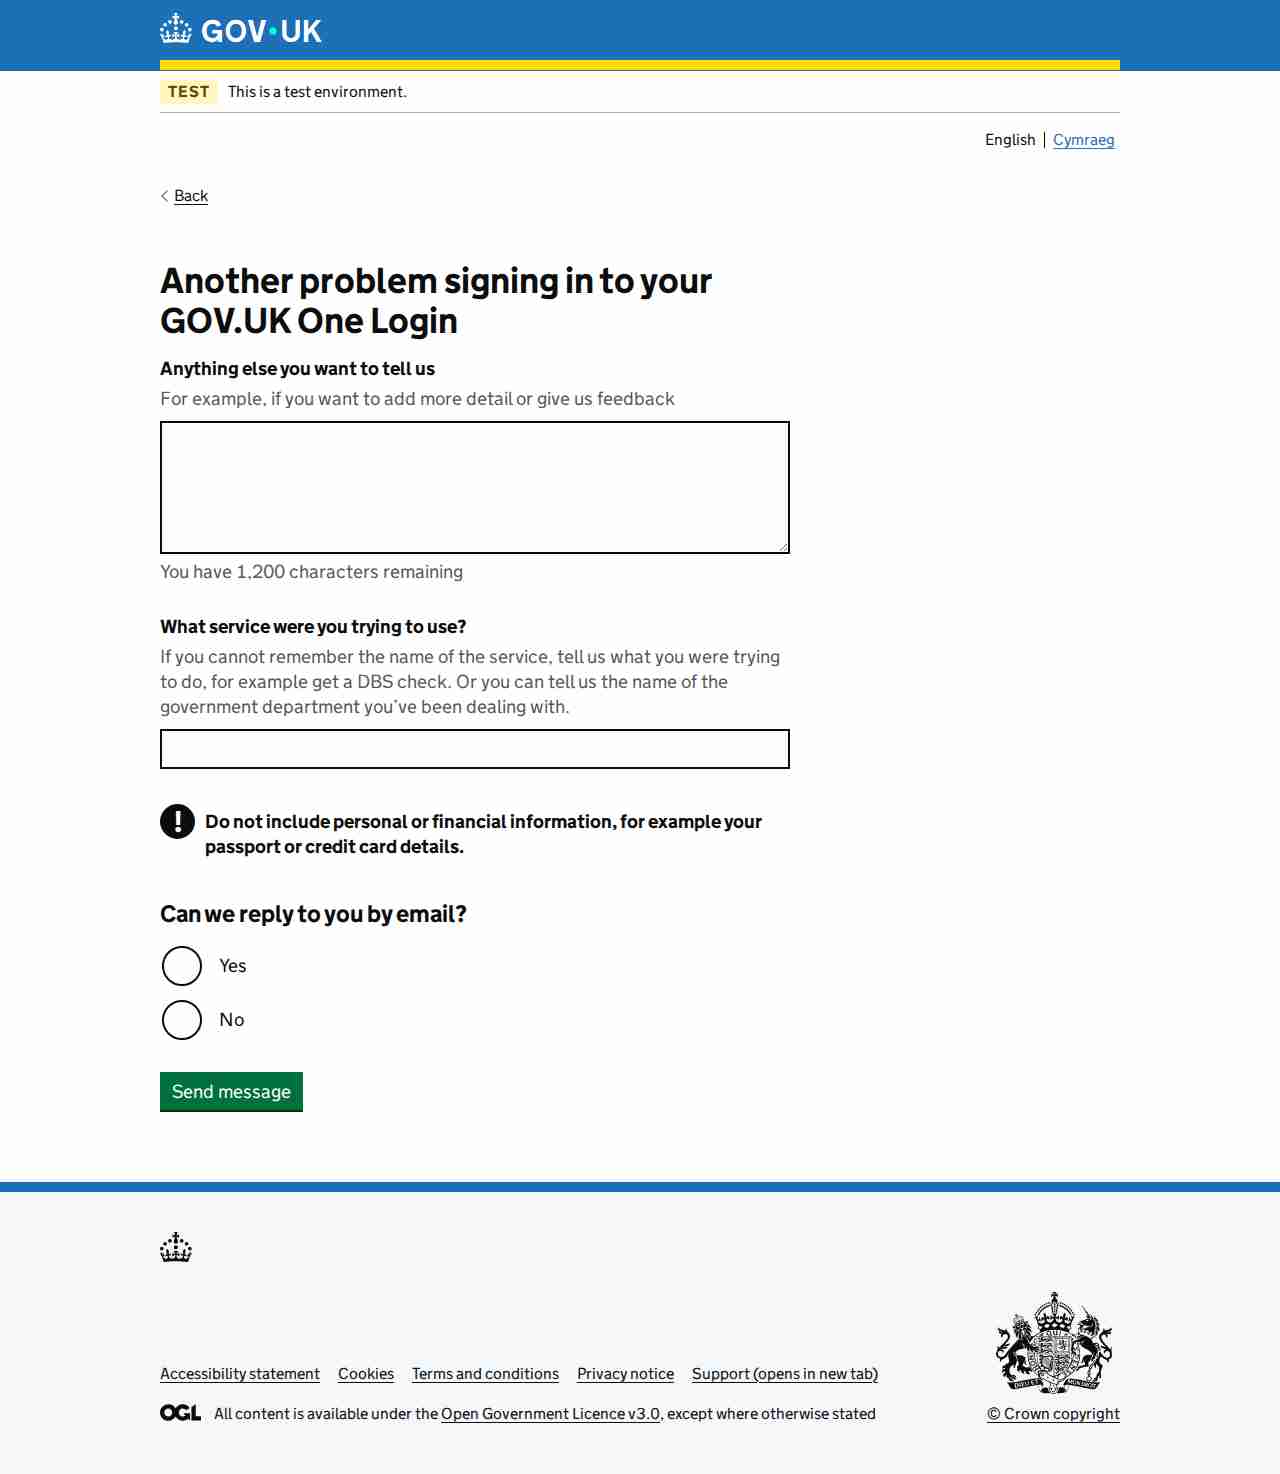 GOV·UK
TEST This is a test environment.
English Cymraeg
Back
Another problem signing in to your
GOV.UK One Login
Anything else you want to tell us
For example, if you want to add more detail or give us feedback
You have 1,200 characters remaining
What service were you trying to use?
If you cannot remember the name of the service, tell us what you were trying
to do, for example get a DBS check. Or you can tell us the name of the
government department you’ve been dealing with.
! Do not include personal or financial information, for example your
passport or credit card details.
Can we reply to you by email?
Yes
No
Send message
Accessibility statement Cookies Terms and conditions Privacy notice Support (opens in new tab)
OGL All content is available under the Open Government Licence v3.0, except where otherwise stated
© Crown copyright